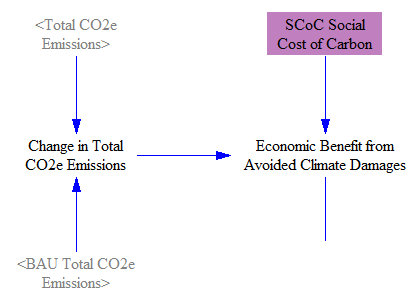 <Total CO2e
Emissions>
SCoC Social
Cost of Carbon
Change in Total
CO2e Emissions
Economic Benefit from
Avoided Climate Damages
<BAU Total CO2e
Emissions>